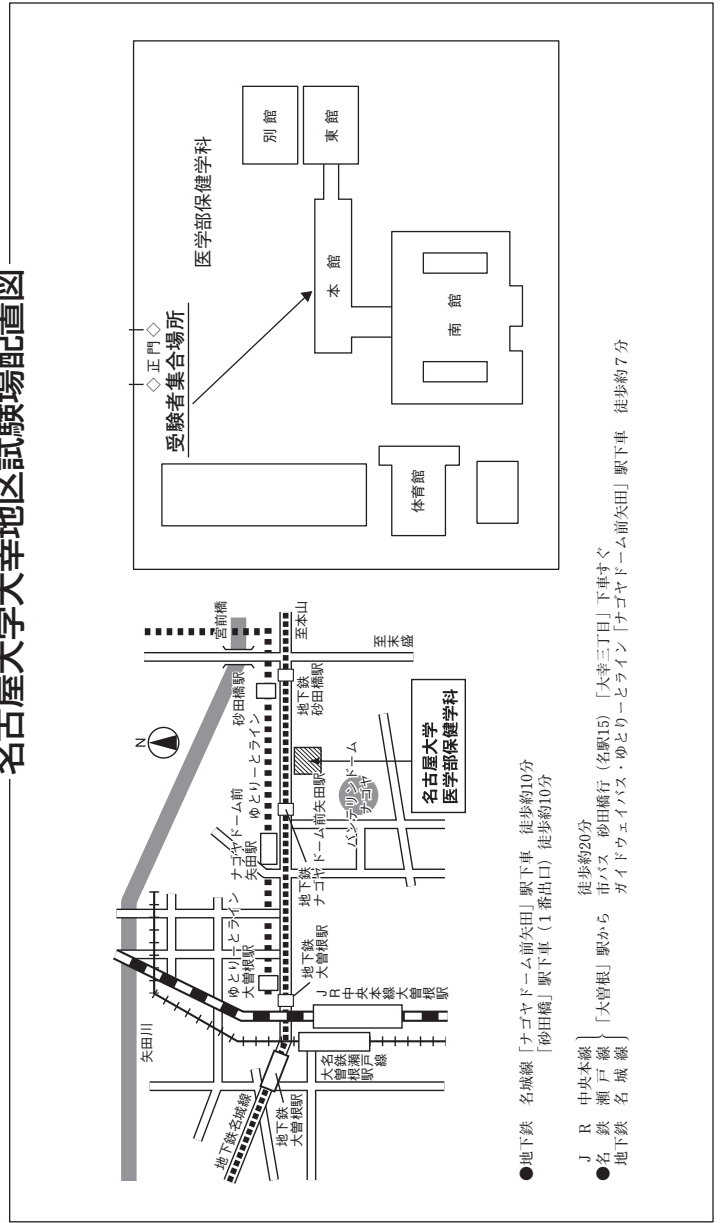 名古屋大学大幸地区試験場配置図
矢田川
N
宮前橋
ゆとりーとライン
大曽根駅
ナゴヤドーム前
矢田駅
ゆとりーとライン
砂田橋駅
地下鉄名城線
地下鉄
大曽根駅
地下鉄
大曽根駅
地下鉄
ナゴヤドーム前矢田駅
地下鉄
砂田橋駅
至本山
至末盛
名鉄瀬戸線
大曽根駅
JR中央本線大曽根駅
バンテリンドーム
ナゴヤ
名古屋大学
医学部保健学科
◇正門◇
受験者集合場所
医学部保健学科
別館
東館
本館
南館
体育館
●地下鉄 名城線「ナゴヤドーム前矢田」駅下車 徒歩約10分
「砂田橋」駅下車(1番出口)徒歩約10分
JR 中央本線
●名鉄 瀬戸線
地下鉄 名城線
「大曽根」駅から
徒歩約20分
市バス 砂田橋行(名駅15)「大幸三丁目」下車すぐ
ガイドウェイバス・ゆとりーとライン「ナゴヤドーム前矢田」駅下車 徒歩約7分